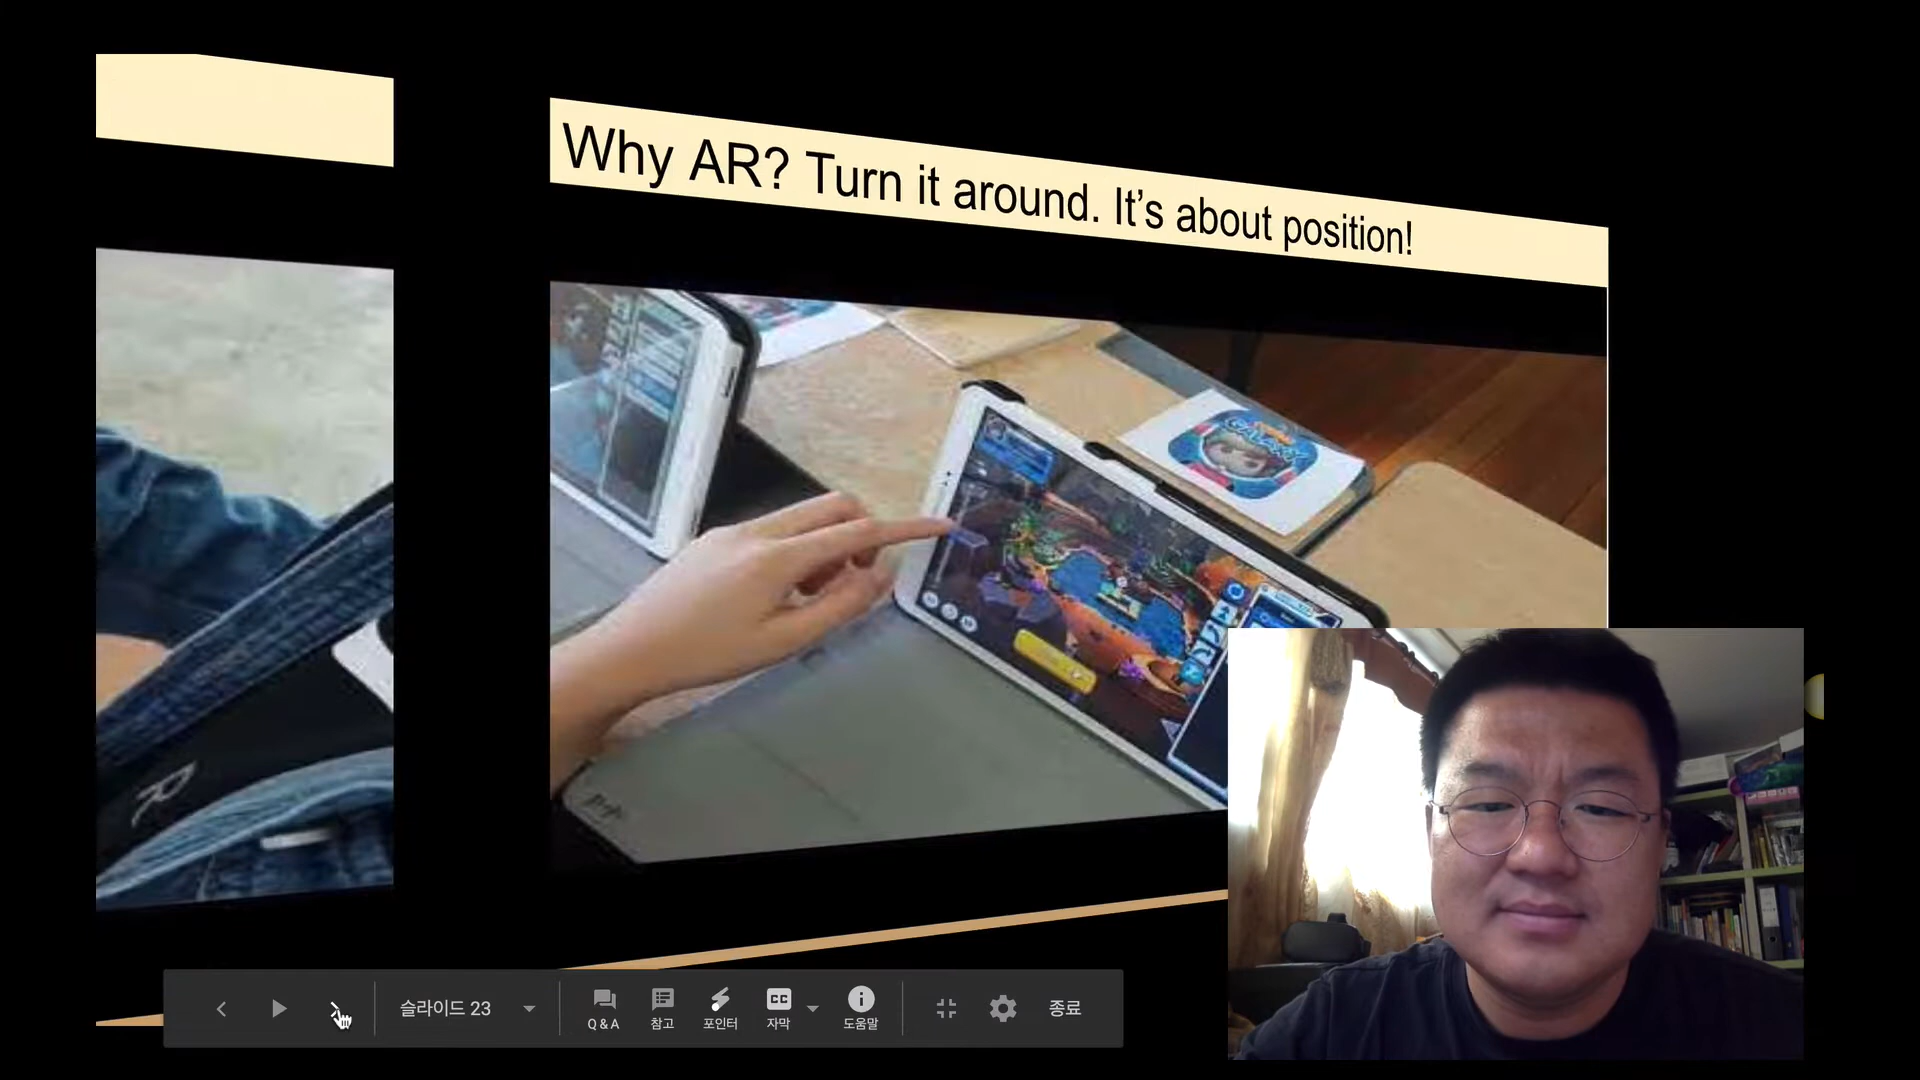 Why AR? Turn it around. It's about position!
GALAXY
슬라이드 23
Q & A
참고
포인터
CC
자막
도움말
종료